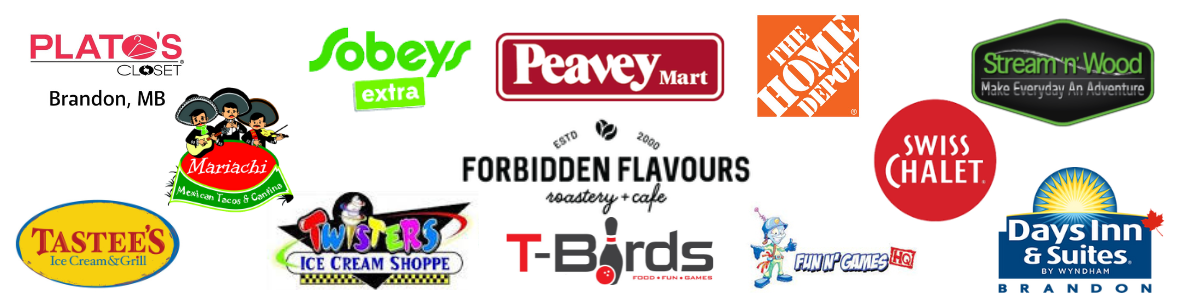 PLATO'S
CLOSET
Brandon, MB
Sobeys
extra
Peavey Mart
THE
HOME
DEPOT
Stream 'n' Wood
Make Everyday An Adventure
Mariachi
Mexican Tacos & Cantina
ESTD 2000
FORBIDDEN FLAVOURS
roastery + cafe
SWISS
CHALET
TASTEE'S
Ice Cream & Grill
TWISTERS
ICE CREAM SHOPPE
T-Birds
FOOD • FUN • GAMES
FUN N' GAMES HQ
Days Inn
& Suites
BY WYNDHAM
BRANDON